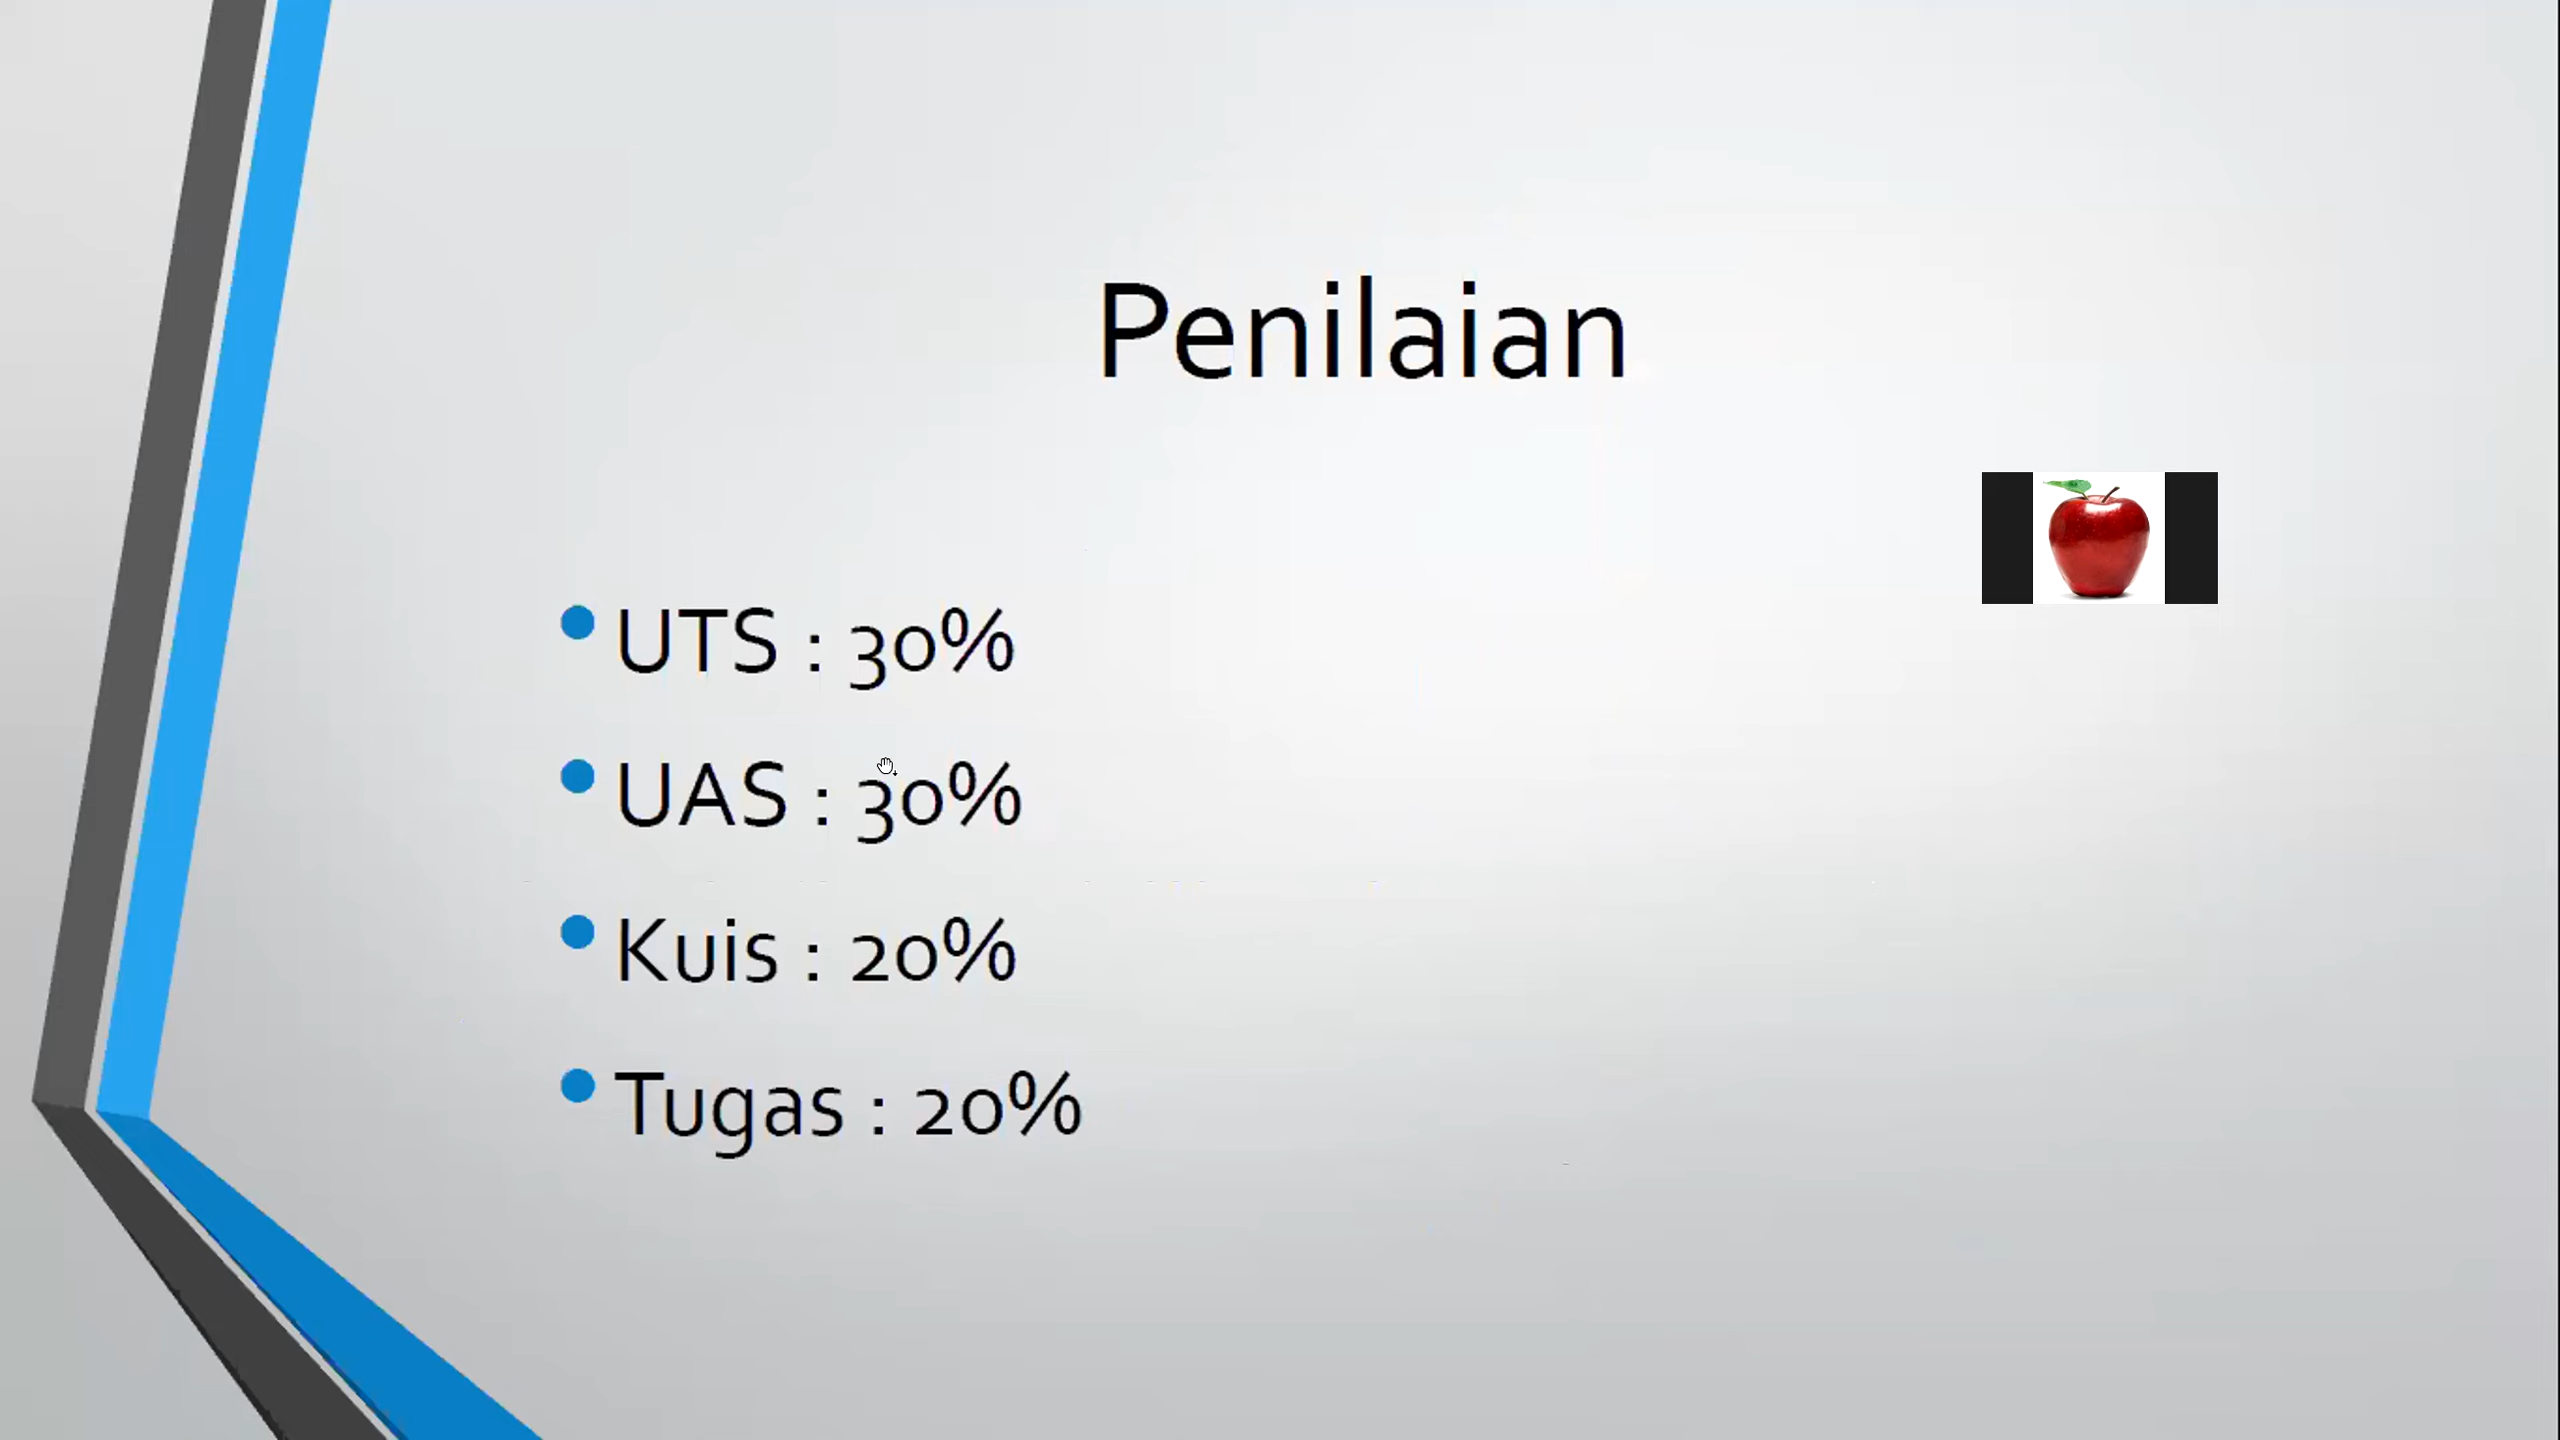 Penilaian
UTS : 30%
UAS : 30%
Kuis : 20%
Tugas : 20%